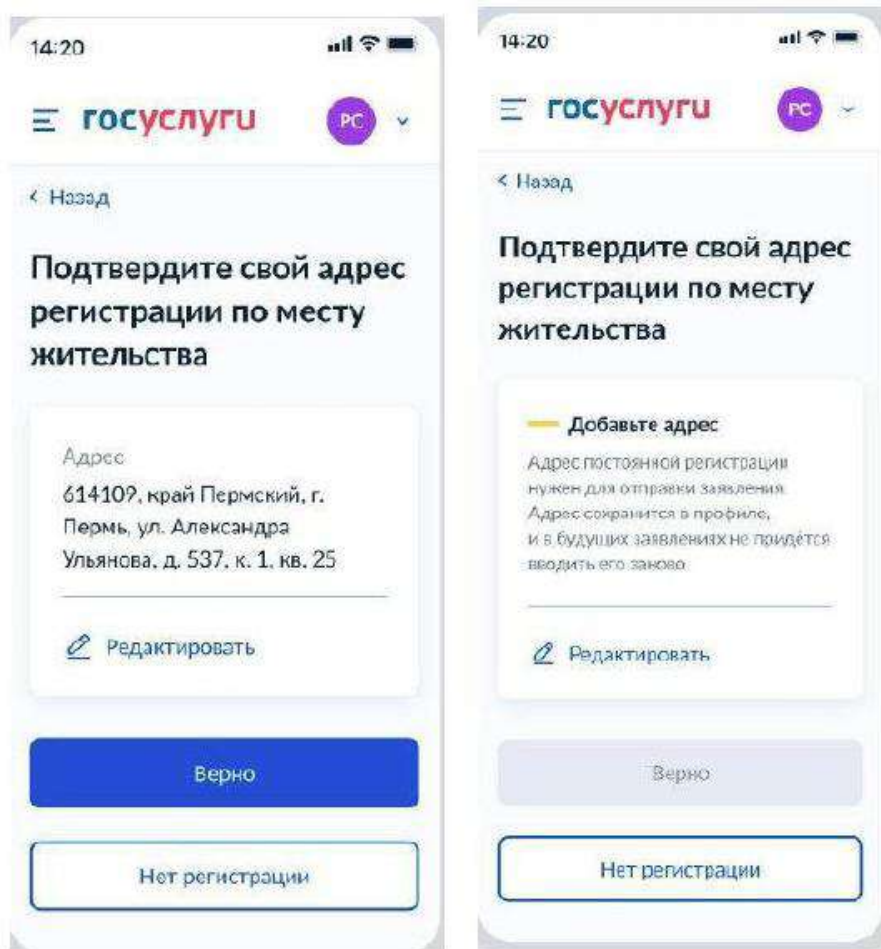 14:20
госуслуги
РС
Назад
Подтвердите свой адрес
регистрации по месту
жительства
Адрес
614109, край Пермский, г.
Пермь, ул. Александра
Ульянова, д. 537, к. 1, кв. 25
Редактировать
Верно
Нет регистрации
14:20
госуслуги
РС
Назад
Подтвердите свой адрес
регистрации по месту
жительства
Добавьте адрес
Адрес постоянной регистрации
нужен для отправки заявления
Адрес сохранится в профиле,
и в будущих заявлениях не придётся
вводить его заново
Редактировать
Верно
Нет регистрации